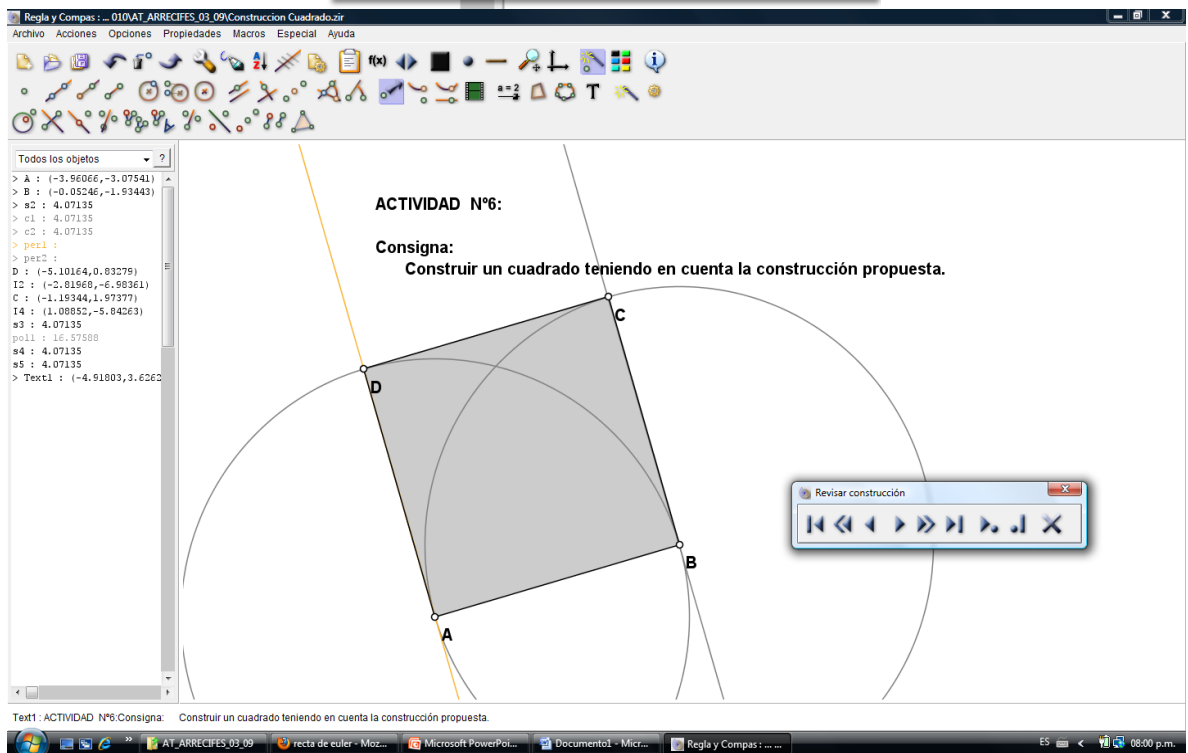 Regla y Compas : ... 010\AT_ARRECIFES_03_09\Construccion Cuadrado.zir
Archivo Acciones Opciones Propiedades Macros Especial Ayuda
f(x)
a=2
T
Todos los objetos
?
> A : (-3.96066,-3.07541)
> B : (-0.05246,-1.93443)
> s2 : 4.07135
> c1 : 4.07135
> c2 : 4.07135
> per1 :
> per2 :
D : (-5.10164,0.83279)
I2 : (-2.81968,-6.98361)
C : (-1.19344,1.97377)
I4 : (1.08852,-5.84263)
s3 : 4.07135
pol1 : 16.57588
s4 : 4.07135
s5 : 4.07135
> Text1 : (-4.91803,3.6262
ACTIVIDAD Nº6:
Consigna:
Construir un cuadrado teniendo en cuenta la construcción propuesta.
C
D
Revisar construcción
B
A
Text1 : ACTIVIDAD Nº6:Consigna: Construir un cuadrado teniendo en cuenta la construcción propuesta.
AT_ARRECIFES_03_09
recta de euler - Moz...
Microsoft PowerPoi...
Documento1 - Micr...
Regla y Compas : ... ...
ES
08:00 p.m.